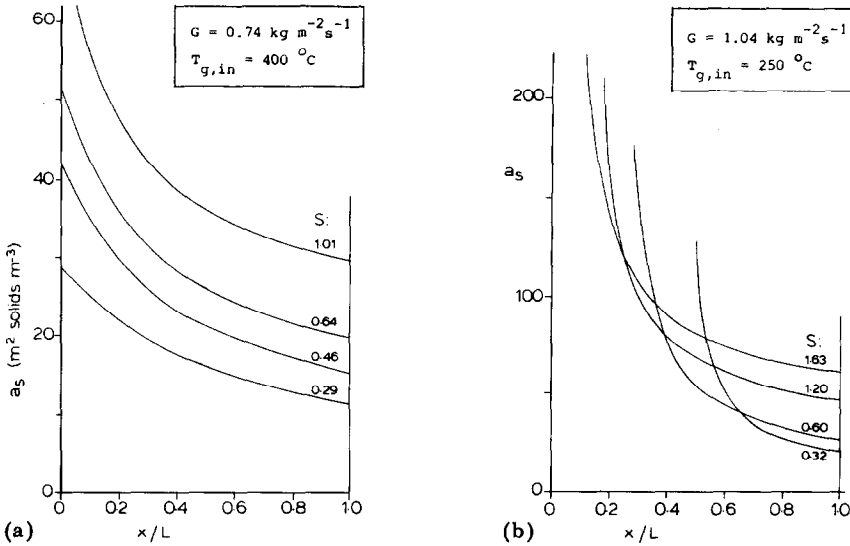 60
40
20
0
a_s (m² solids m⁻³)
G = 0.74 kg m⁻²s⁻¹
T_g,in = 400 °C
S:
1·01
0·64
0·46
0·29
0 0·2 0·4 0·6 0·8 1·0
(a) x/L
200
a_s
100
0
G = 1.04 kg m⁻²s⁻¹
T_g,in = 250 °C
S:
1·63
1·20
0·60
0·32
0 0·2 0·4 0·6 0·8 1·0
(b) x/L